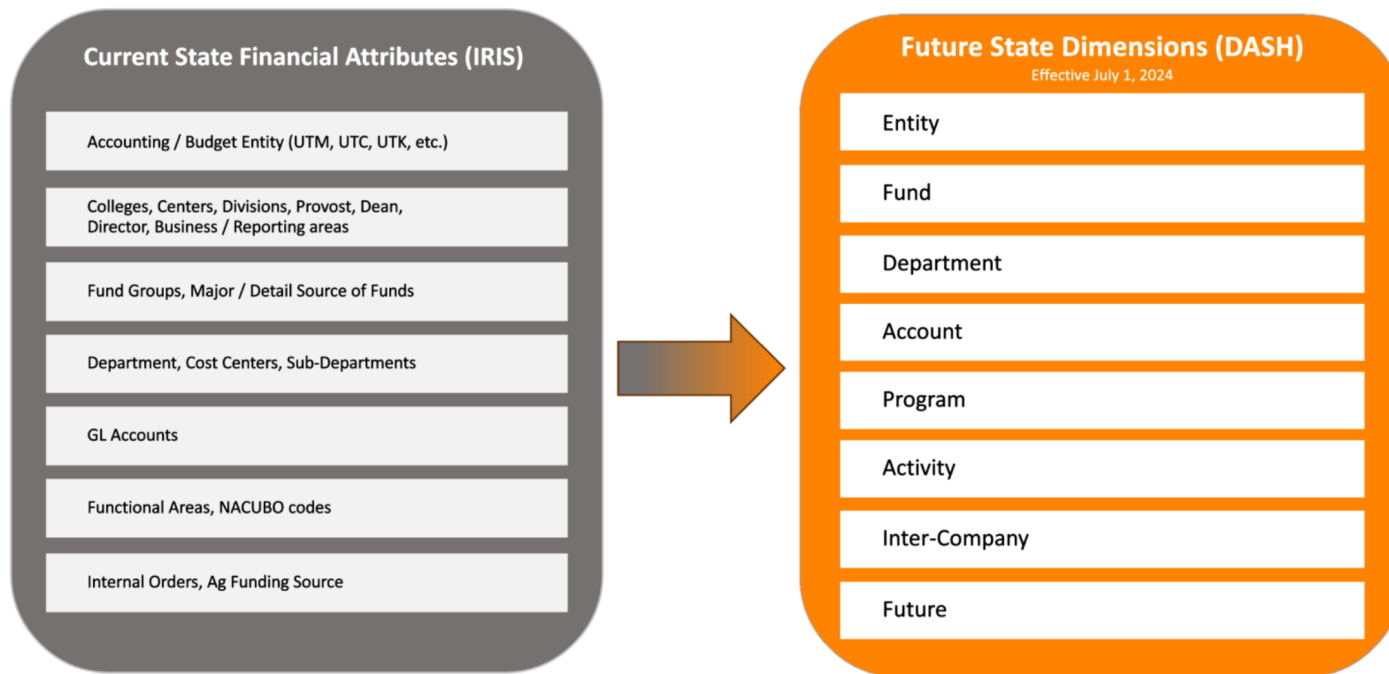 Current State Financial Attributes (IRIS)
Accounting / Budget Entity (UTM, UTC, UTK, etc.)
Colleges, Centers, Divisions, Provost, Dean,
Director, Business / Reporting areas
Fund Groups, Major / Detail Source of Funds
Department, Cost Centers, Sub-Departments
GL Accounts
Functional Areas, NACUBO codes
Internal Orders, Ag Funding Source
Future State Dimensions (DASH)
Effective July 1, 2024
Entity
Fund
Department
Account
Program
Activity
Inter-Company
Future